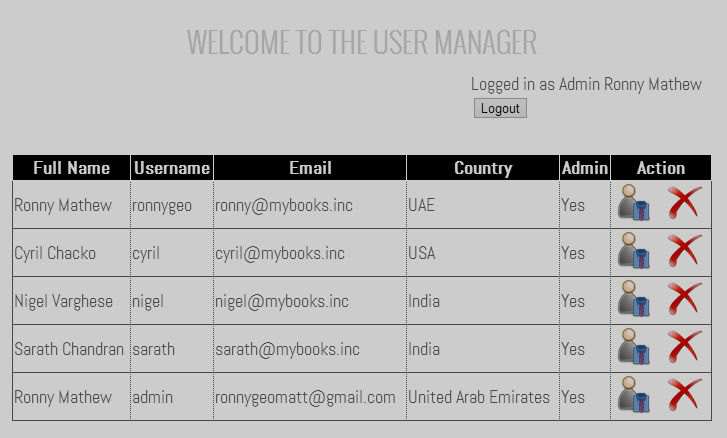 WELCOME TO THE USER MANAGER
Logged in as Admin Ronny Mathew
Logout
Full Name Username Email Country Admin Action
Ronny Mathew ronnygeo ronny@mybooks.inc UAE Yes
Cyril Chacko cyril cyril@mybooks.inc USA Yes
Nigel Varghese nigel nigel@mybooks.inc India Yes
Sarath Chandran sarath sarath@mybooks.inc India Yes
Ronny Mathew admin ronnygeomatt@gmail.com United Arab Emirates Yes